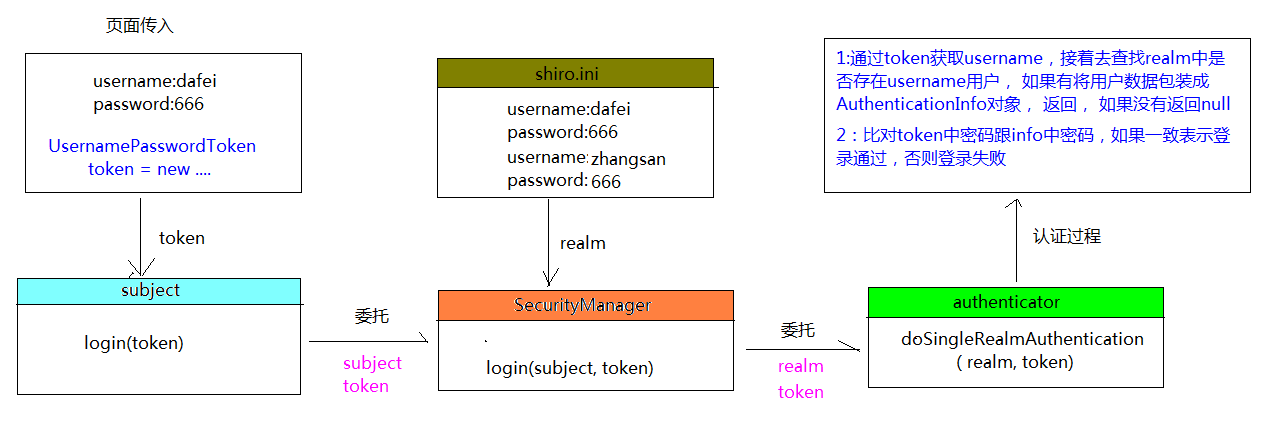 页面传入
username:dafei
password:666
UsernamePasswordToken
token = new ....
token
subject
login(token)
委托
subject
token
shiro.ini
username:dafei
password:666
username:zhangsan
password:666
realm
SecurityManager
login(subject, token)
委托
realm
token
1:通过token获取username，接着去查找realm中是
否存在username用户， 如果有将用户数据包装成
AuthenticationInfo对象， 返回， 如果没有返回null
2：比对token中密码跟info中密码，如果一致表示登
录通过，否则登录失败
认证过程
authenticator
doSingleRealmAuthentication
( realm, token)